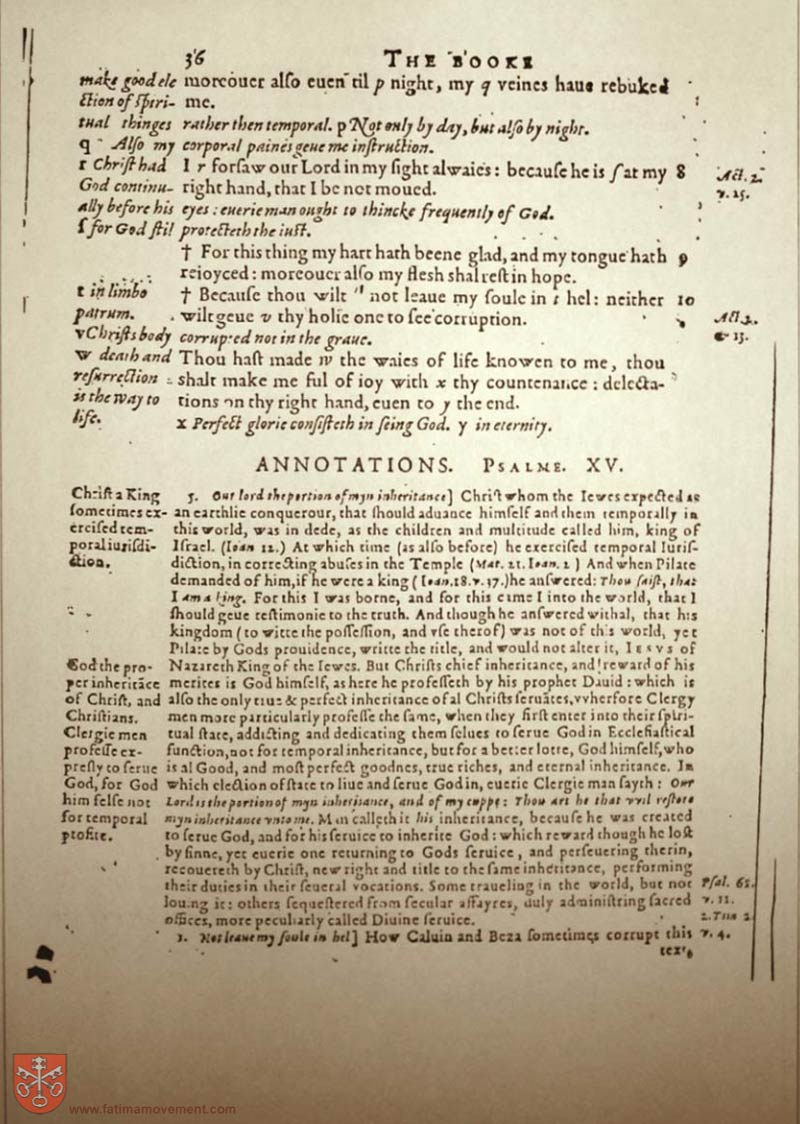 36 THE BOOKE
make good ele moreouer also euen til p night, my q veines haue rebuked
ction of spiri- me.
tual thinges rather then temporal. p Not only by day, but also by night.
q Also my corporal paines geue me instruction.
r Christ had I r forsaw our Lord in my sight alwaies: because he is ſ at my 8 Act. 2.
God continu- right hand, that I be not moued. v. 25.
ally before his eyes: euerie man ought to thincke frequently of God.
ſ for God stil protecteth the iust.
† For this thing my hart hath beene glad, and my tongue hath 9
reioyced: moreouer also my flesh shal rest in hope.
t in limbo † Because thou wilt " not leaue my soule in t hel: neither 10
patrum. wilt geue v thy holie one to see corruption. Act. 2.
v Christs body corrupted not in the graue. & 13.
w death and Thou hast made w the waies of life knowen to me, thou
resurrection shalt make me ful of ioy with x thy countenance: delecta-
is the way to tions on thy right hand, euen to y the end.
life. x Perfect glorie consisteth in seing God. y in eternity.
ANNOTATIONS. PSALME. XV.
Christ a King 5. Our lord the portion of myn inheritance] Christ whom the Iewes expected as
sometimes ex- an earthlie conquerour, that should aduance himself and them temporally in
ercised tem- this world, was in dede, as the children and multitude called him, king of
poral iurisdi- Israel. (Ioan 12.) At which time (as also before) he exercised temporal Iuris-
ction. diction, in correcting abuses in the Temple (Mat. 21. Ioan. 2) And when Pilate
demanded of him, if he were a king (Ioan. 18. v. 37.) he answered: Thou saist, that
I am a king. For this I was borne, and for this came I into the world, that I
should geue testimonie to the truth. And though he answered withal, that his
kingdom (to witte the possession, and vse therof) was not of this world, yet
Pilate by Gods prouidence, writte the title, and would not alter it, IESVS of
God the pro- Nazareth King of the Iewes. But Christs chief inheritance, and reward of his
per inheritãce merites is God himself, as here he professeth by his prophet Dauid: which is
of Christ, and also the only true & perfect inheritance of al Christs seruãtes, vvherfore Clergy
Christians. men more particularly professe the same, when they first enter into their spiri-
Clergie men tual state, addicting and dedicating them selues to serue God in Ecclesiastical
professe ex- function, not for temporal inheritance, but for a better lotte, God himself, who
presly to serue is al Good, and most perfect goodnes, true riches, and eternal inheritance. In
God, for God which election of state to liue and serue God in, euerie Clergie man sayth: Our
him selfe not Lord is the portion of myn inheritance, and of my cuppe: Thou art he that vvil restore
for temporal myn inheritance vnto me. Man calleth it his inheritance, because he was created
profite. to serue God, and for his seruice to inherite God: which reward though he lost
by sinne, yet euerie one returning to Gods seruice, and perseuering therin,
recouereth by Christ, new right and title to the same inheritance, performing
their duties in their seueral vocations. Some traueling in the world, but not Psal. 61.
louing it: others sequestered from secular affayres, duly administring sacred v. 11.
offices, more peculiarly called Diuine seruice. 2. Tim 2.
1. Not leaue my soule in hel] How Caluin and Beza sometimes corrupt this v. 4.
text,
www.fatimamovement.com